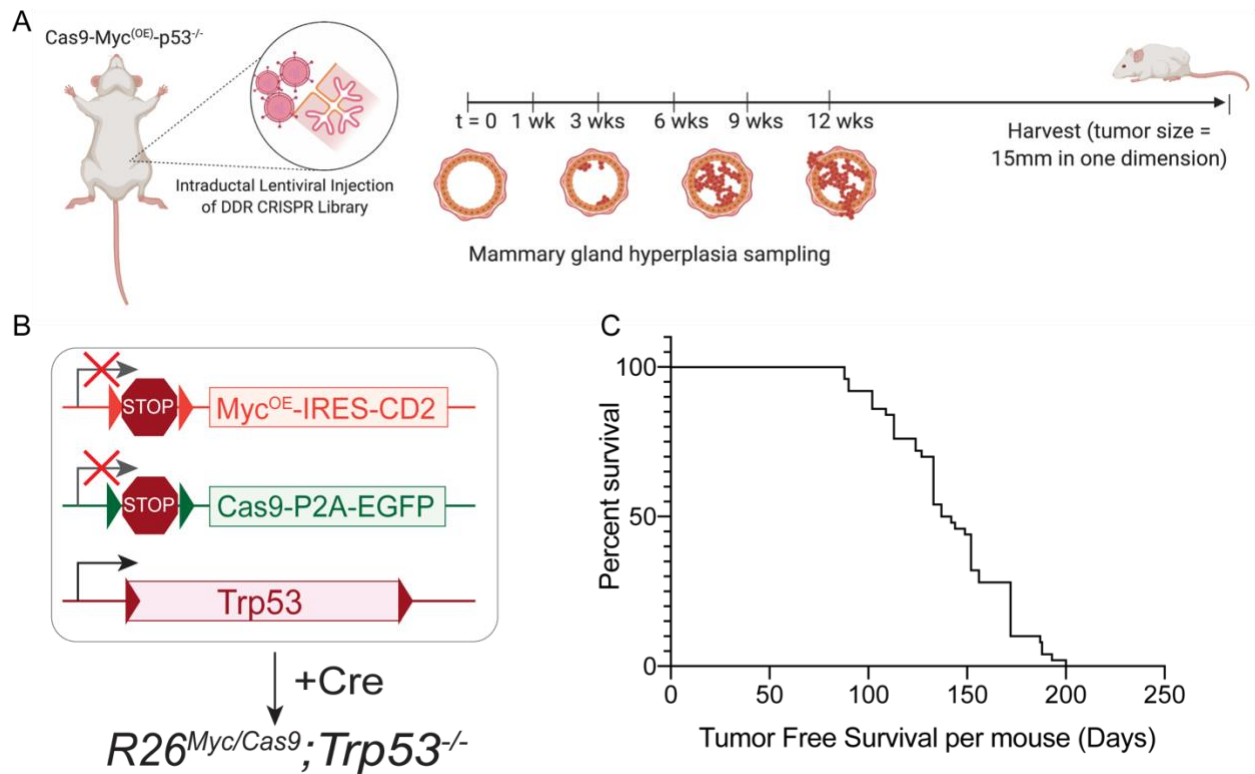 A
Cas9-Myc(OE)-p53-/-
Intraductal Lentiviral Injection
of DDR CRISPR Library
t = 0 1 wk 3 wks 6 wks 9 wks 12 wks
Mammary gland hyperplasia sampling
Harvest (tumor size =
15mm in one dimension)
B
STOP
MycOE-IRES-CD2
STOP
Cas9-P2A-EGFP
Trp53
+Cre
R26Myc/Cas9;Trp53-/-
C
Percent survival
100
50
0
0 50 100 150 200 250
Tumor Free Survival per mouse (Days)